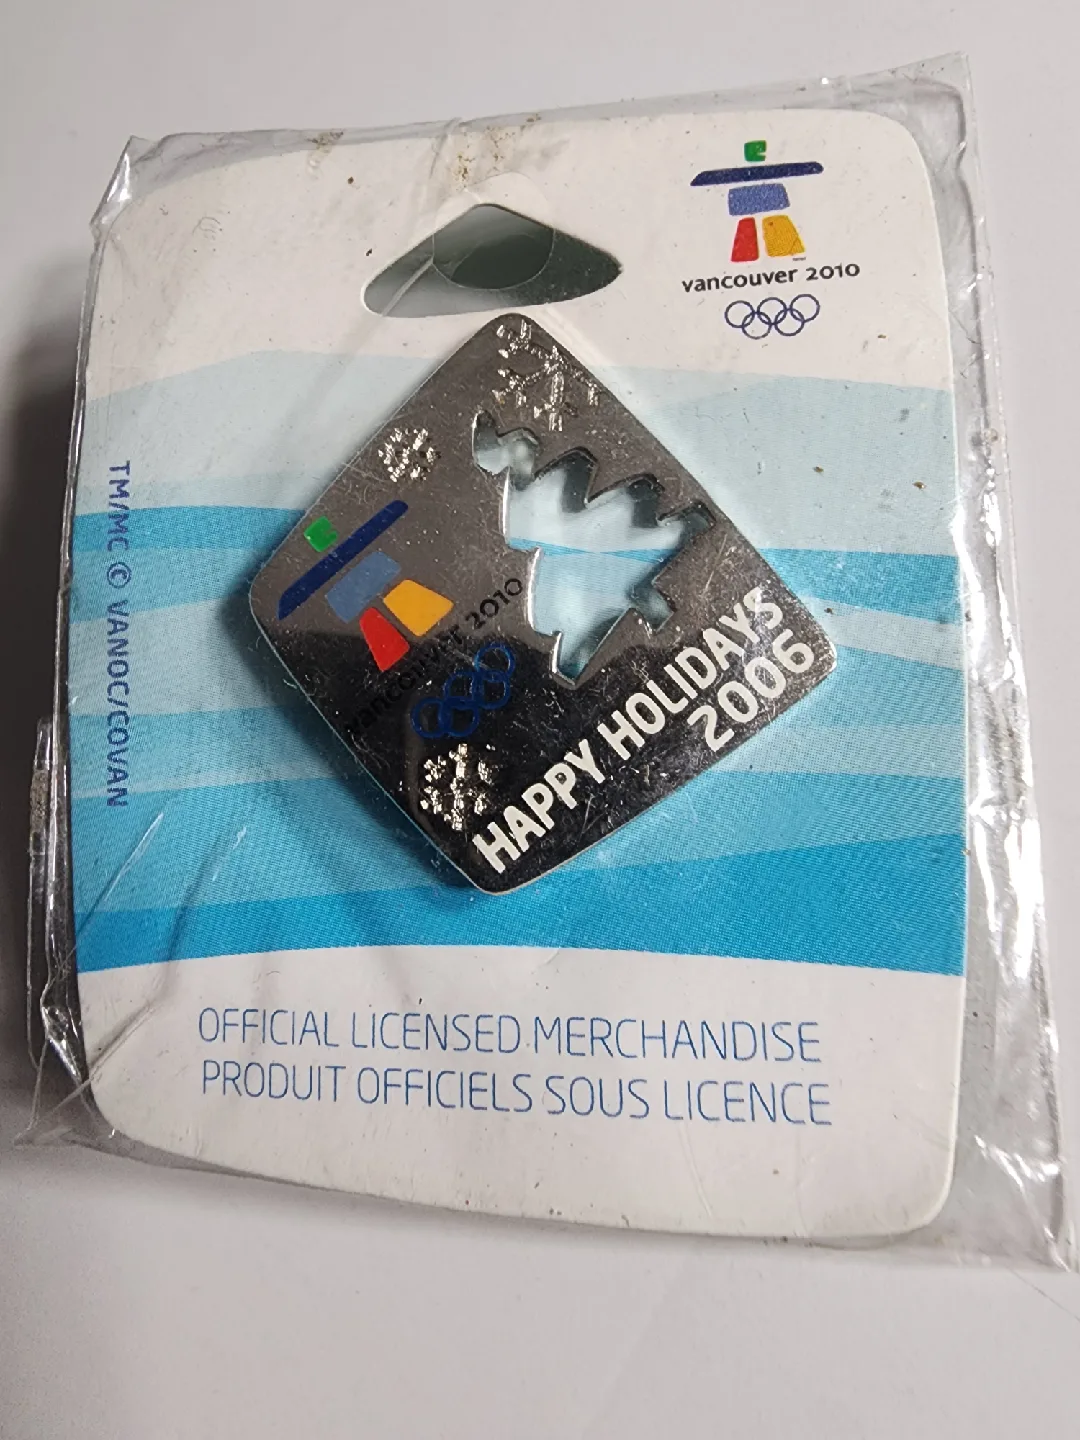 vancouver 2010
TM/MC © VANOC/COVAN
vancouver 2010
HAPPY HOLIDAYS
2006
OFFICIAL LICENSED MERCHANDISE
PRODUIT OFFICIELS SOUS LICENCE